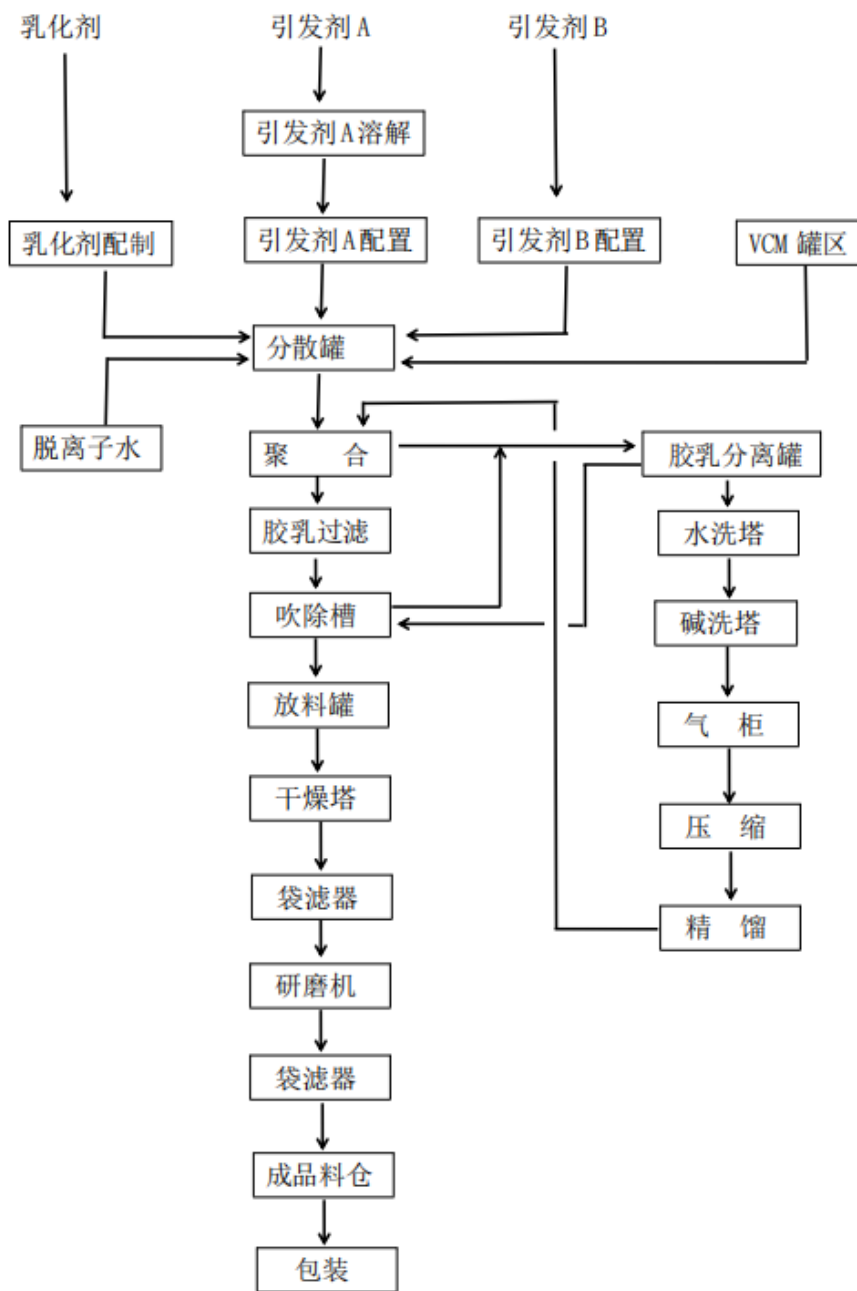 乳化剂
引发剂A
引发剂B
引发剂A溶解
乳化剂配制
引发剂A配置
引发剂B配置
VCM罐区
分散罐
脱离子水
聚 合
胶乳分离罐
胶乳过滤
水洗塔
吹除槽
碱洗塔
放料罐
气 柜
干燥塔
压 缩
袋滤器
精 馏
研磨机
袋滤器
成品料仓
包装